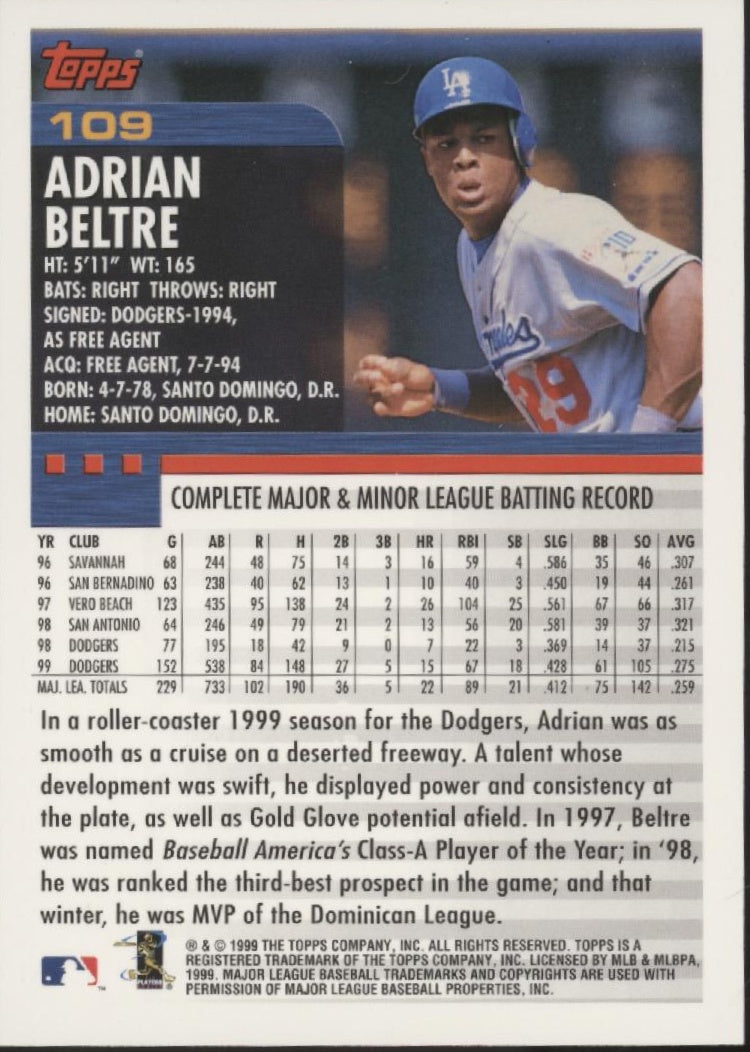 Topps®
109
ADRIAN
BELTRE
HT: 5'11" WT: 165
BATS: RIGHT THROWS: RIGHT
SIGNED: DODGERS-1994,
AS FREE AGENT
ACQ: FREE AGENT, 7-7-94
BORN: 4-7-78, SANTO DOMINGO, D.R.
HOME: SANTO DOMINGO, D.R.
LA
29
COMPLETE MAJOR & MINOR LEAGUE BATTING RECORD
YR CLUB G AB R H 2B 3B HR RBI SB SLG BB SO AVG
96 SAVANNAH 68 244 48 75 14 3 16 59 4 .586 35 46 .307
96 SAN BERNADINO 63 238 40 62 13 1 10 40 3 .450 19 44 .261
97 VERO BEACH 123 435 95 138 24 2 26 104 25 .561 67 66 .317
98 SAN ANTONIO 64 246 49 79 21 2 13 56 20 .581 39 37 .321
98 DODGERS 77 195 18 42 9 0 7 22 3 .369 14 37 .215
99 DODGERS 152 538 84 148 27 5 15 67 18 .428 61 105 .275
MAJ. LEA. TOTALS 229 733 102 190 36 5 22 89 21 .412 75 142 .259
In a roller-coaster 1999 season for the Dodgers, Adrian was as
smooth as a cruise on a deserted freeway. A talent whose
development was swift, he displayed power and consistency at
the plate, as well as Gold Glove potential afield. In 1997, Beltre
was named Baseball America's Class-A Player of the Year; in '98,
he was ranked the third-best prospect in the game; and that
winter, he was MVP of the Dominican League.
® & © 1999 THE TOPPS COMPANY, INC. ALL RIGHTS RESERVED. TOPPS IS A
REGISTERED TRADEMARK OF THE TOPPS COMPANY, INC. LICENSED BY MLB & MLBPA,
1999. MAJOR LEAGUE BASEBALL TRADEMARKS AND COPYRIGHTS ARE USED WITH
PERMISSION OF MAJOR LEAGUE BASEBALL PROPERTIES, INC.